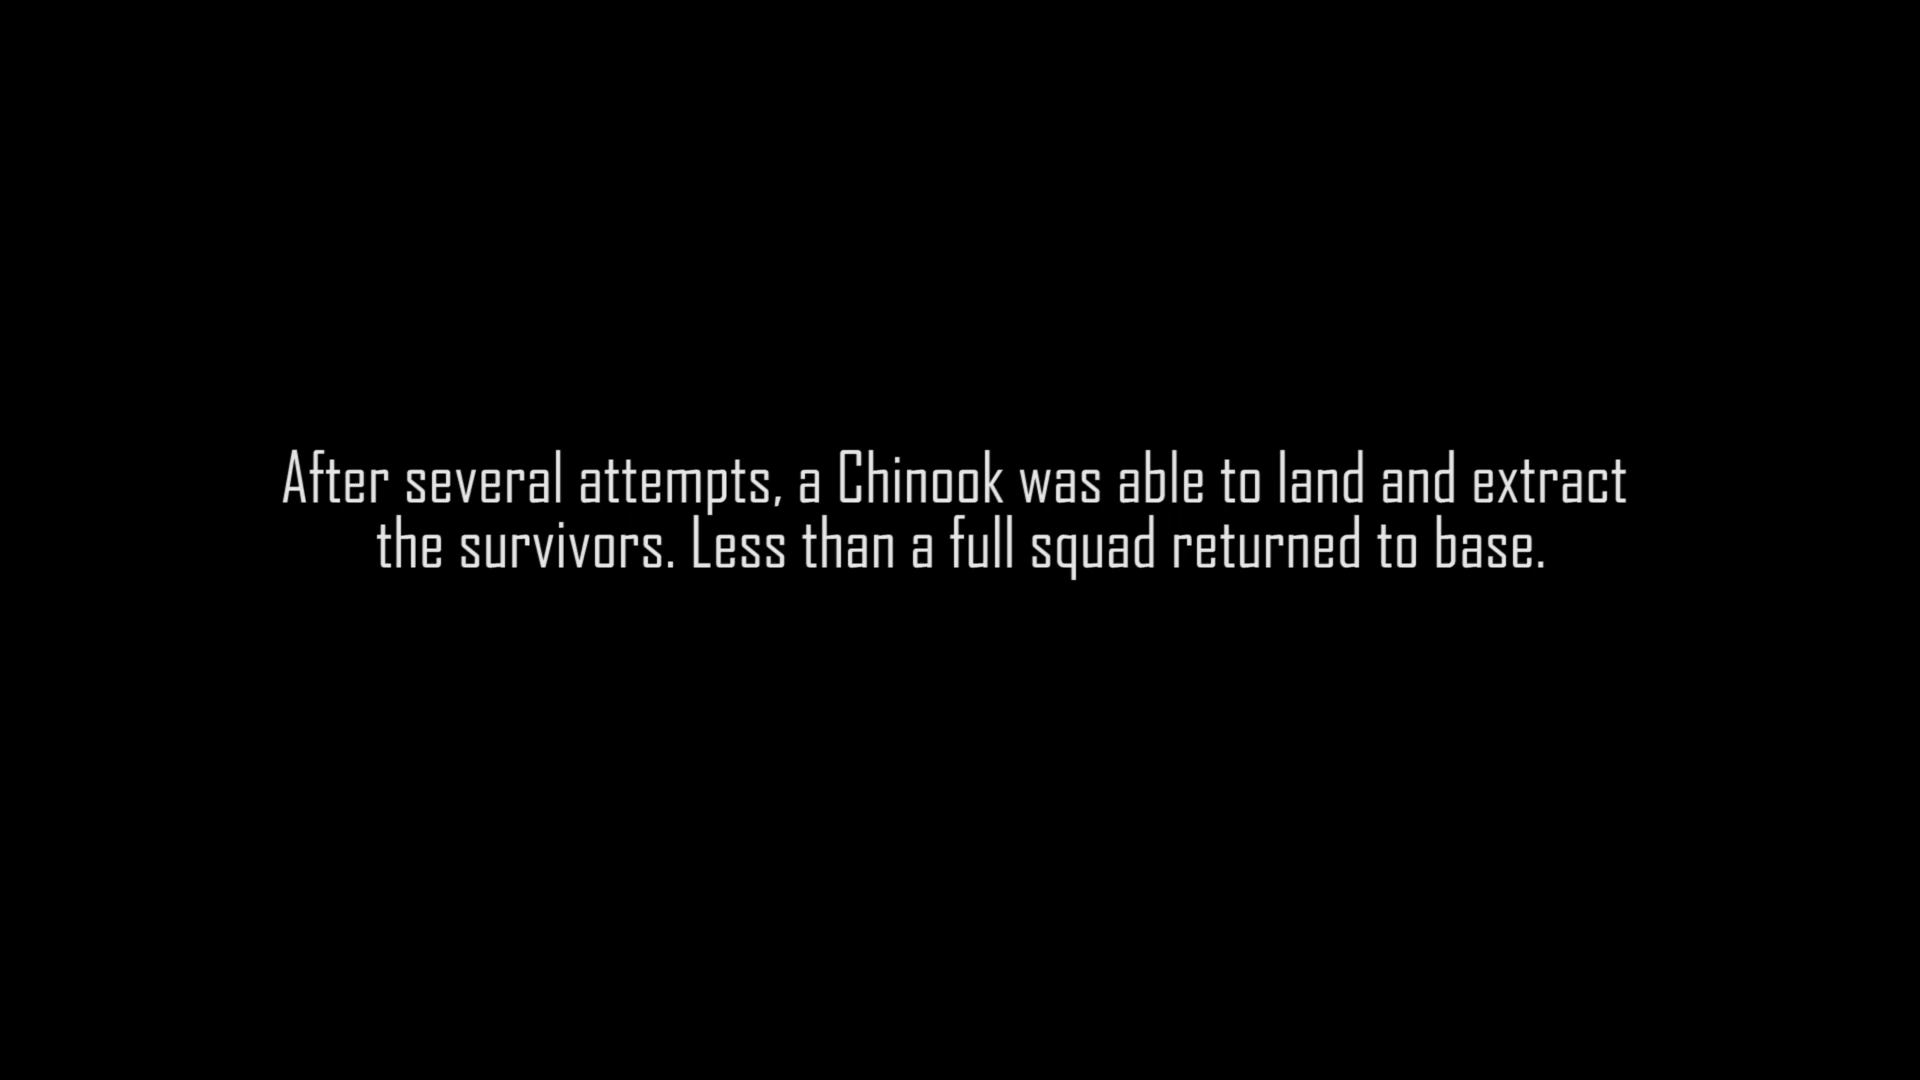 After several attempts, a Chinook was able to land and extract
the survivors. Less than a full squad returned to base.